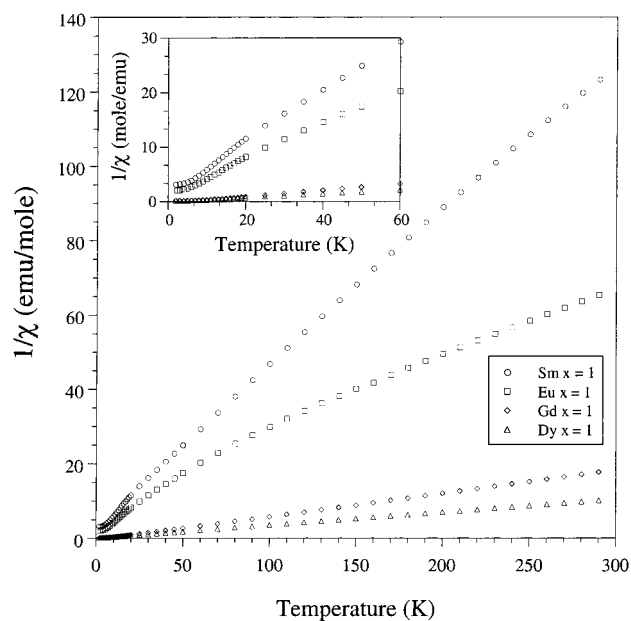 140
120
100
80
60
40
20
0
1/χ (emu/mole)
30
20
10
0
1/χ (mole/emu)
0 20 40 60
Temperature (K)
Sm x = 1
Eu x = 1
Gd x = 1
Dy x = 1
0 50 100 150 200 250 300
Temperature (K)